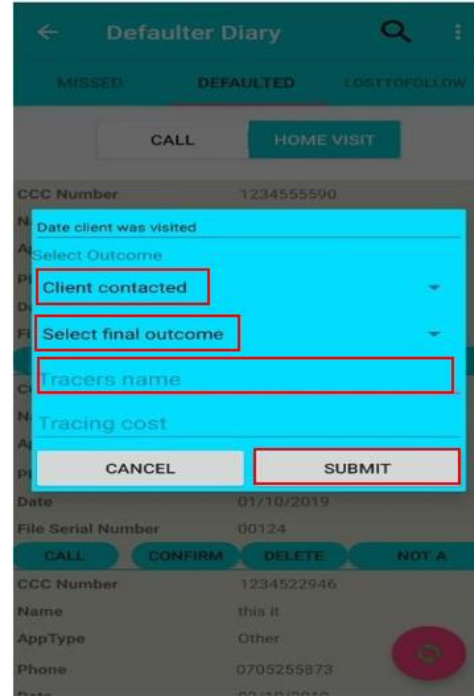 Defaulter Diary
MISSED DEFAULTED LOSTTOFOLLOW
CALL HOME VISIT
CCC Number 1234555590
Date client was visited
Select Outcome
Client contacted
Select final outcome
Tracers name
Tracing cost
CANCEL SUBMIT
Date 01/10/2019
File Serial Number 00124
CALL CONFIRM DELETE NOT A
CCC Number 1234522946
Name this it
AppType Other
Phone 0705255873